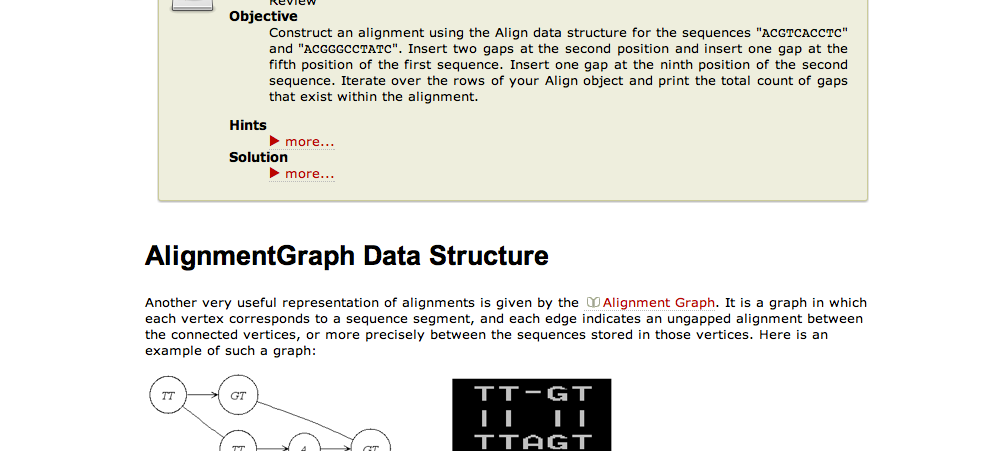 Review
Objective
Construct an alignment using the Align data structure for the sequences "ACGTCACCTC"
and "ACGGGCCTATC". Insert two gaps at the second position and insert one gap at the
fifth position of the first sequence. Insert one gap at the ninth position of the second
sequence. Iterate over the rows of your Align object and print the total count of gaps
that exist within the alignment.
Hints
more...
Solution
more...
AlignmentGraph Data Structure
Another very useful representation of alignments is given by the Alignment Graph. It is a graph in which
each vertex corresponds to a sequence segment, and each edge indicates an ungapped alignment between
the connected vertices, or more precisely between the sequences stored in those vertices. Here is an
example of such a graph:
TT GT
TT A GT
TT-GT
|| ||
TTAGT